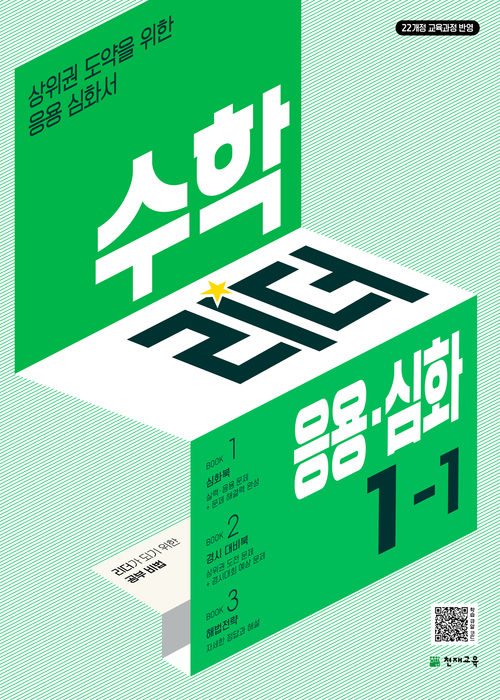 22개정 교육과정 반영
상위권 도약을 위한
응용 심화서
수학
리더
응용·심화
1-1
BOOK 1
심화북
실력·응용 문제
+ 문제 해결력 완성
BOOK 2
경시 대비북
상위권 도전 문제
+ 경시대회 예상 문제
BOOK 3
해법전략
자세한 정답과 해설
리더가 되기 위한
공부 비법
천재교육